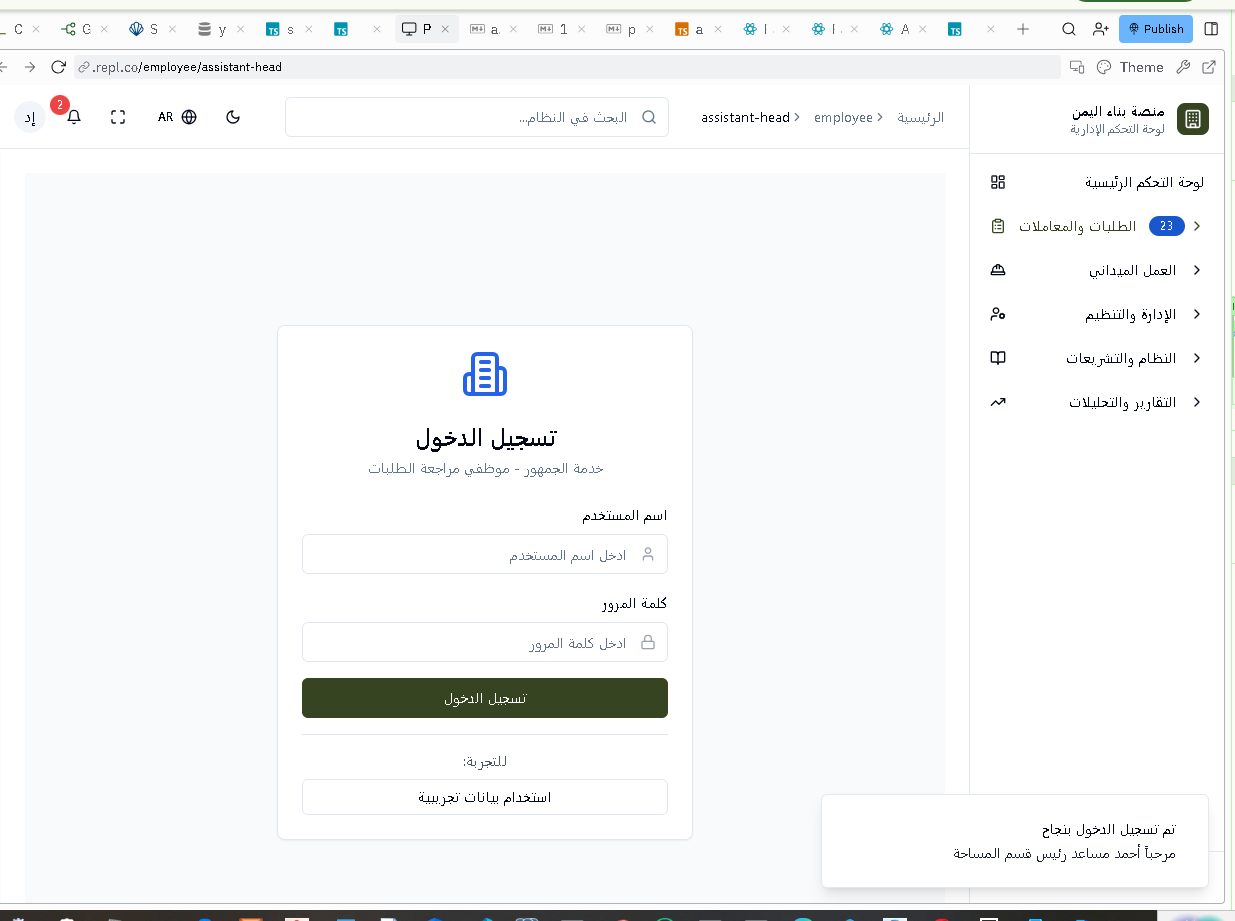 C
G
S
y
s
P
a.
1
p
a
I
I
A
Publish
.repl.co/employee/assistant-head
Theme
منصة بناء اليمن
لوحة التحكم الإدارية
الرئيسية
employee
assistant-head
البحث في النظام...
AR
2
إد
لوحة التحكم الرئيسية
الطلبات والمعاملات
23
العمل الميداني
الإدارة والتنظيم
النظام والتشريعات
التقارير والتحليلات
تسجيل الدخول
خدمة الجمهور - موظفي مراجعة الطلبات
اسم المستخدم
ادخل اسم المستخدم
كلمة المرور
ادخل كلمة المرور
تسجيل الدخول
للتجربة:
استخدام بيانات تجريبية
تم تسجيل الدخول بنجاح
مرحباً أحمد مساعد رئيس قسم المساحة